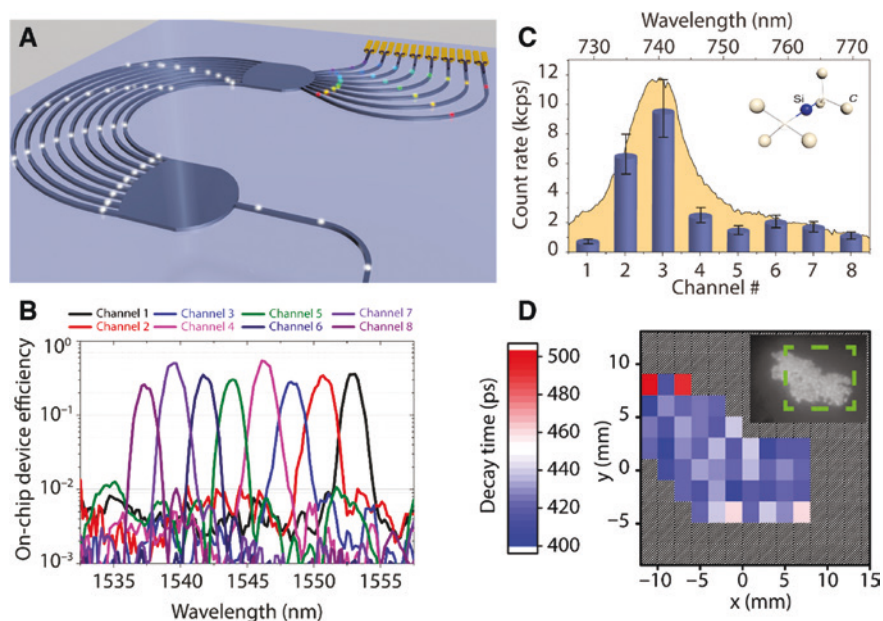 A
B
Channel 1 Channel 3 Channel 5 Channel 7
Channel 2 Channel 4 Channel 6 Channel 8
On-chip device efficiency
10⁰
10⁻¹
10⁻²
10⁻³
1535 1540 1545 1550 1555
Wavelength (nm)
C
Wavelength (nm)
730 740 750 760 770
Count rate (kcps)
12
10
8
6
4
2
0
Si C
1 2 3 4 5 6 7 8
Channel #
D
Decay time (ps)
500
480
460
440
420
400
y (mm)
10
5
0
−5
−10 −5 0 5 10 15
x (mm)